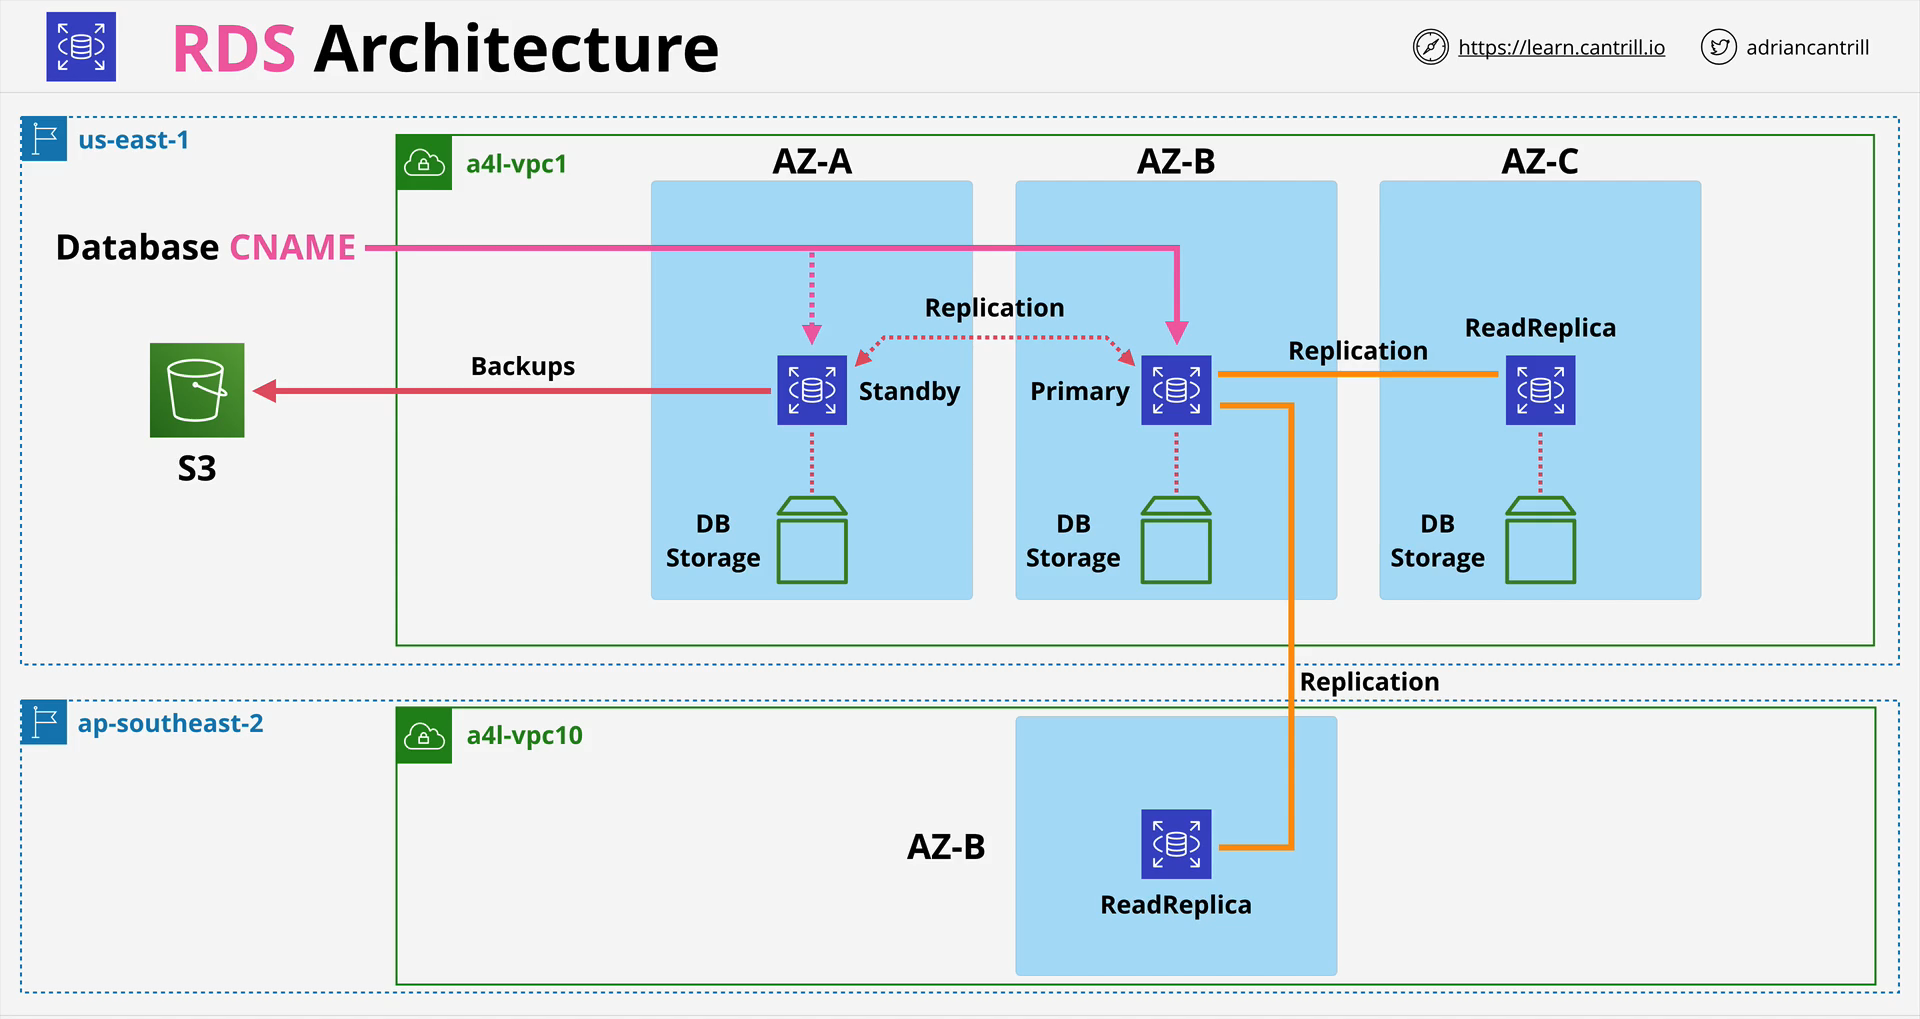 RDS Architecture
https://learn.cantrill.io
adriancantrill
us-east-1
a4l-vpc1
AZ-A
AZ-B
AZ-C
Database CNAME
Replication
ReadReplica
Replication
Backups
Standby
Primary
S3
DB
Storage
DB
Storage
DB
Storage
Replication
ap-southeast-2
a4l-vpc10
AZ-B
ReadReplica